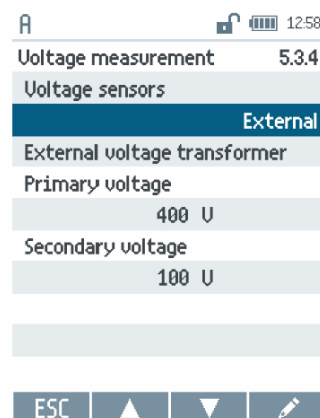 A 12:58
Voltage measurement 5.3.4
Voltage sensors
External
External voltage transformer
Primary voltage
400 V
Secondary voltage
100 V
ESC